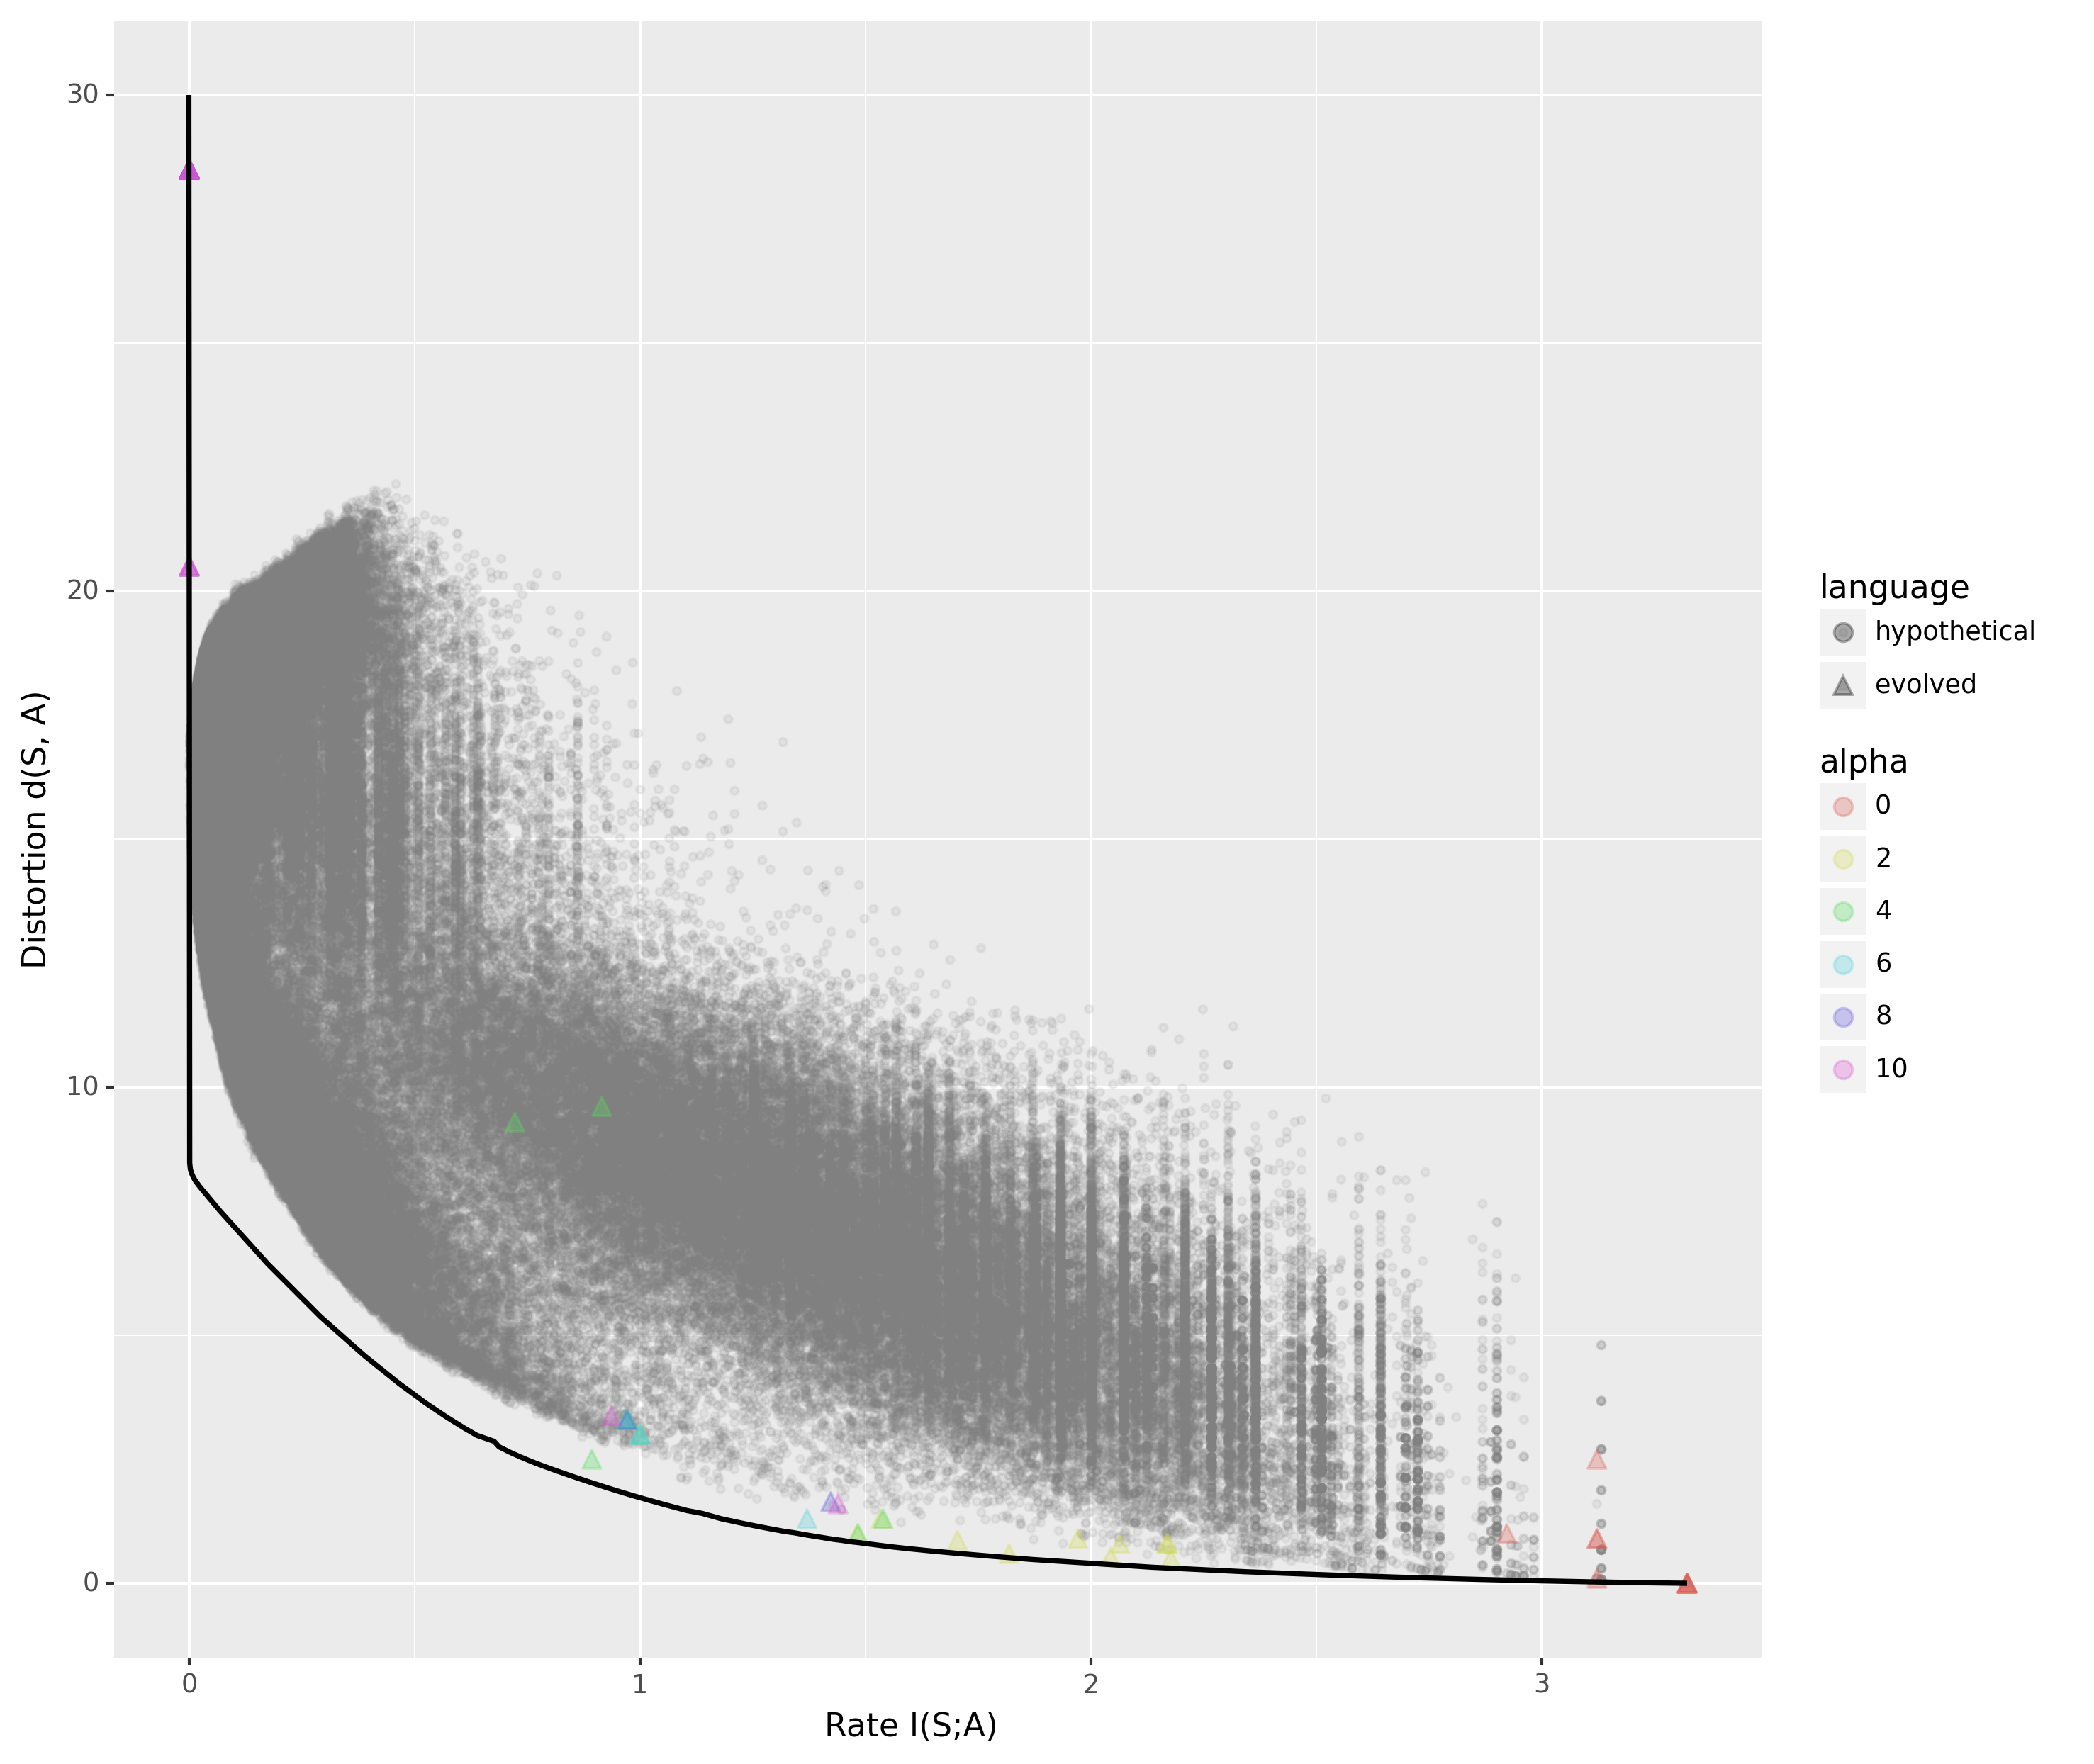 30
20
10
0
0
1
2
3
Distortion d(S, A)
Rate I(S;A)
language
hypothetical
evolved
alpha
0
2
4
6
8
10